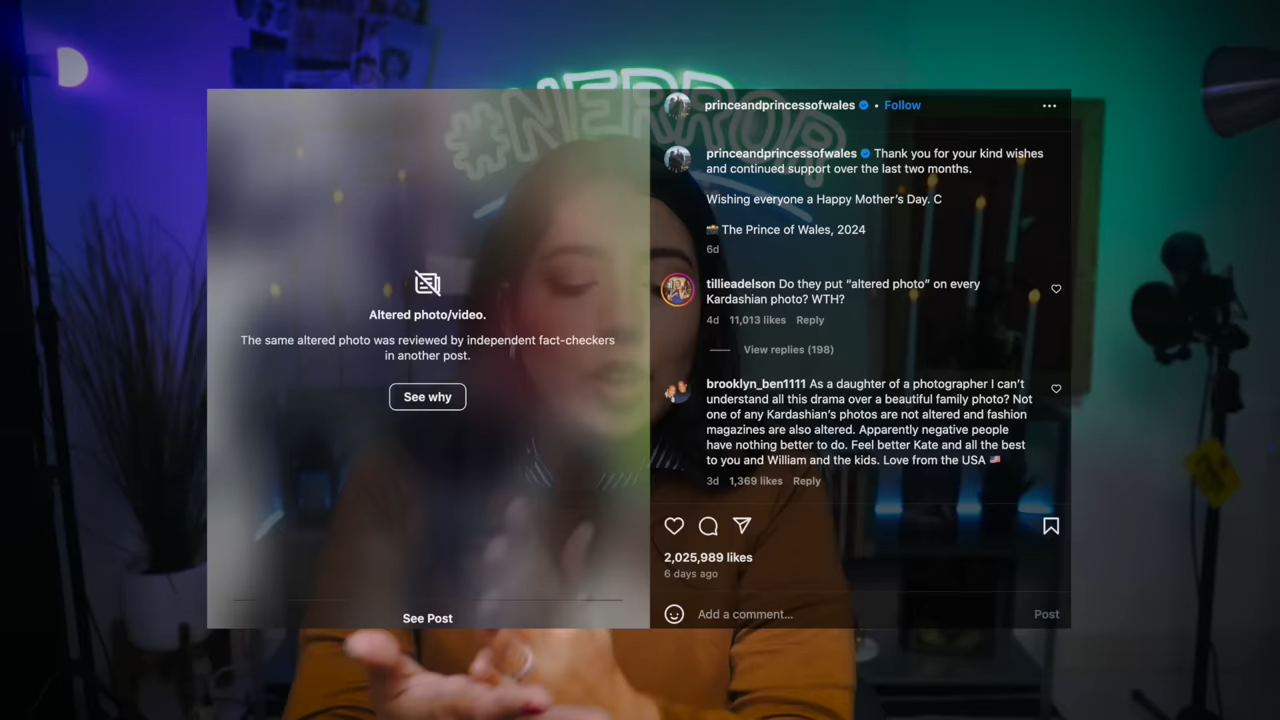 #NERROR
princeandprincessofwales • Follow
princeandprincessofwales Thank you for your kind wishes
and continued support over the last two months.
Wishing everyone a Happy Mother’s Day. C
📸 The Prince of Wales, 2024
6d
tillieadelson Do they put “altered photo” on every
Kardashian photo? WTH?
4d 11,013 likes Reply
View replies (198)
Altered photo/video.
The same altered photo was reviewed by independent fact-checkers
in another post.
See why
brooklyn_ben1111 As a daughter of a photographer I can’t
understand all this drama over a beautiful family photo? Not
one of any Kardashian’s photos are not altered and fashion
magazines are also altered. Apparently negative people
have nothing better to do. Feel better Kate and all the best
to you and William and the kids. Love from the USA 🇺🇸
3d 1,369 likes Reply
2,025,989 likes
6 days ago
Add a comment... Post
See Post